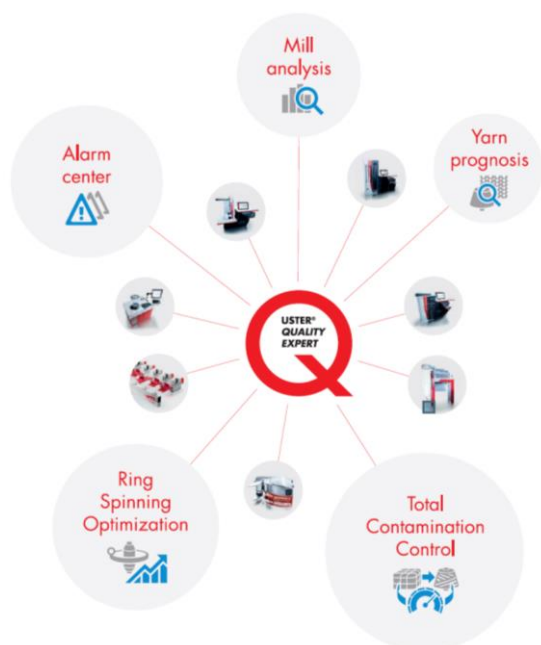 Mill
analysis
Alarm
center
Yarn
prognosis
USTER®
QUALITY
EXPERT
Ring
Spinning
Optimization
Total
Contamination
Control